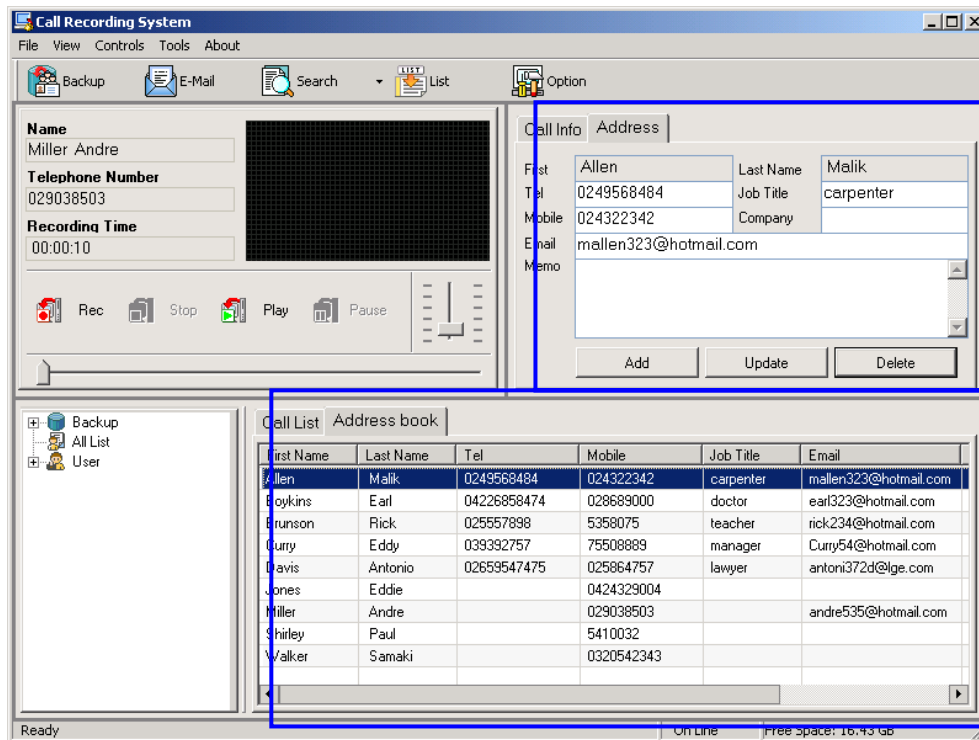 Call Recording System
File View Controls Tools About
Backup E-Mail Search List Option
Name
Miller Andre
Telephone Number
029038503
Recording Time
00:00:10
Rec Stop Play Pause
Call Info Address
First Allen Last Name Malik
Tel 0249568484 Job Title carpenter
Mobile 024322342 Company
Email mallen323@hotmail.com
Memo
Add Update Delete
Backup
All List
User
Call List Address book
First Name Last Name Tel Mobile Job Title Email
Allen Malik 0249568484 024322342 carpenter mallen323@hotmail.com
Boykins Earl 04226858474 028689000 doctor earl323@hotmail.com
Brunson Rick 025557898 5358075 teacher rick234@hotmail.com
Curry Eddy 039392757 75508889 manager Curry54@hotmail.com
Davis Antonio 02659547475 025864757 lawyer antoni372d@lge.com
Jones Eddie 0424329004
Miller Andre 029038503 andre535@hotmail.com
Shirley Paul 5410032
Walker Samaki 0320542343
Ready On Line Free Space: 16.43 GB